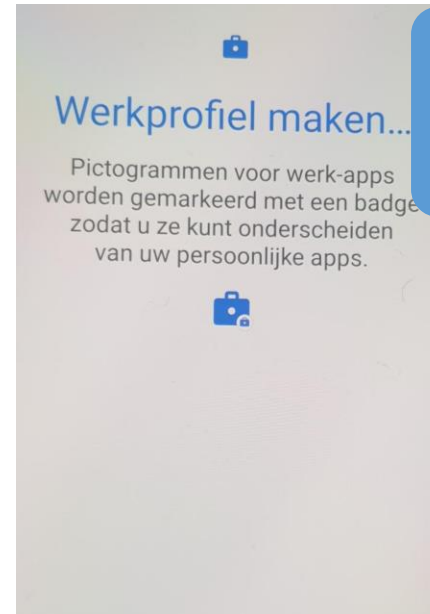 Werkprofiel maken...
Pictogrammen voor werk-apps
worden gemarkeerd met een badge
zodat u ze kunt onderscheiden
van uw persoonlijke apps.